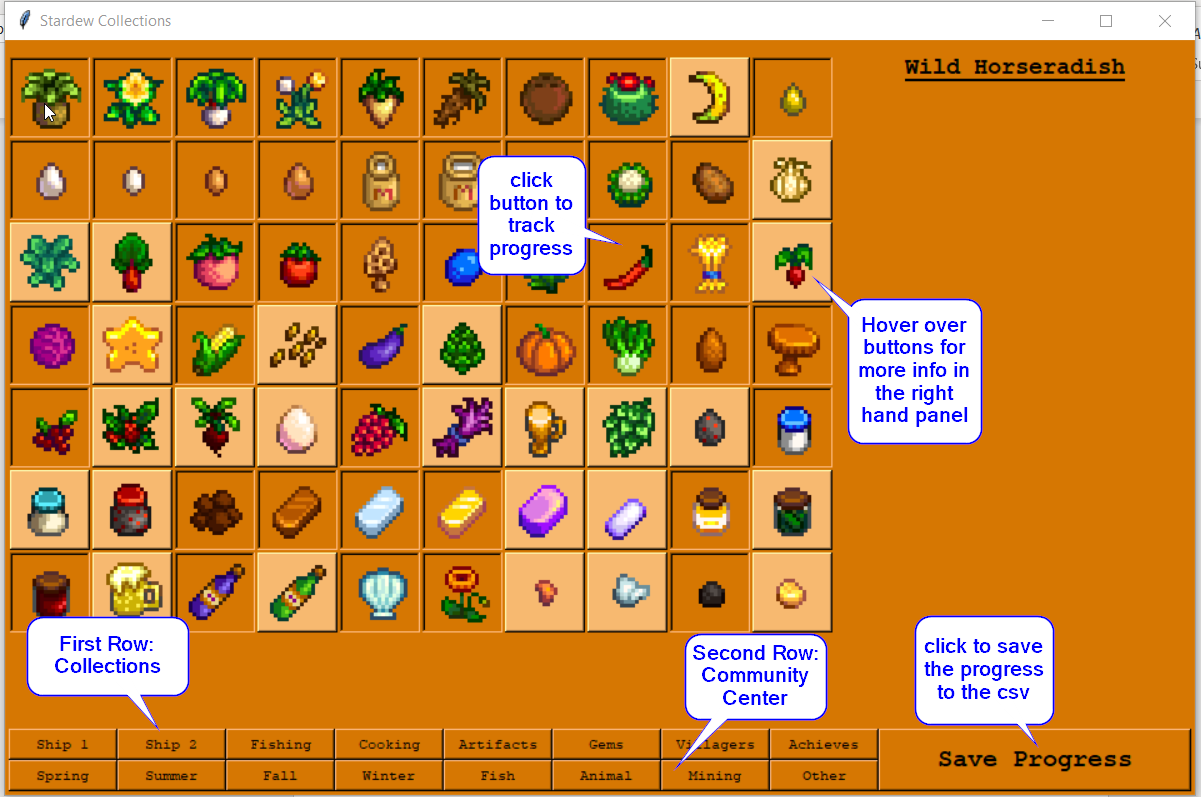 Stardew Collections
Wild Horseradish
click
button to
track
progress
Hover over
buttons for
more info in
the right
hand panel
First Row:
Collections
Second Row:
Community
Center
click to save
the progress
to the csv
Ship 1 Ship 2 Fishing Cooking Artifacts Gems Villagers Achieves
Spring Summer Fall Winter Fish Animal Mining Other
Save Progress